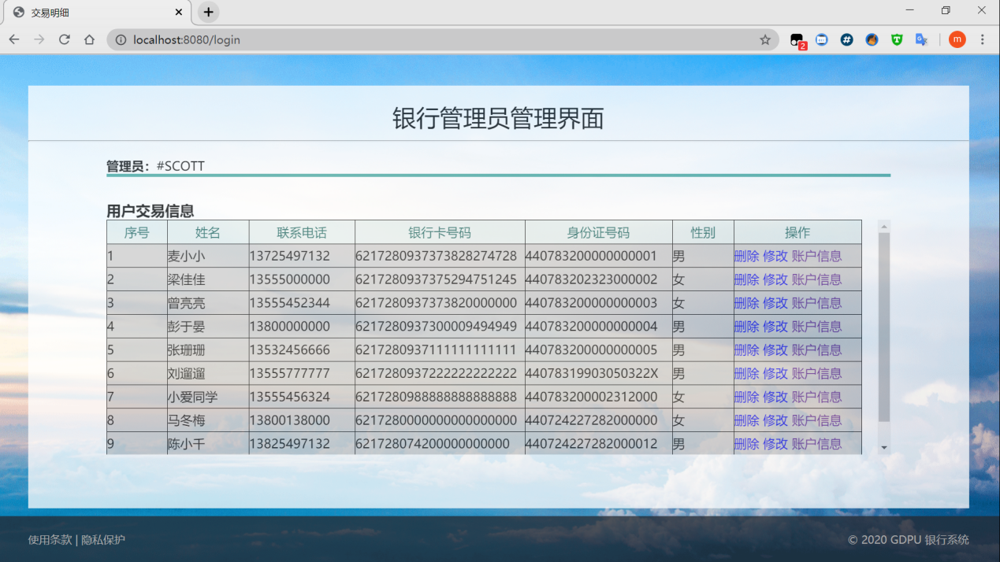 交易明细
localhost:8080/login
2
m
银行管理员管理界面
管理员：#SCOTT
用户交易信息
序号 姓名 联系电话 银行卡号码 身份证号码 性别 操作
1 麦小小 13725497132 6217280937373828274728 440783200000000001 男 删除 修改 账户信息
2 梁佳佳 13555000000 6217280937375294751245 440783202323000002 女 删除 修改 账户信息
3 曾亮亮 13555452344 6217280937373820000000 440783200000000003 女 删除 修改 账户信息
4 彭于晏 13800000000 6217280937300009494949 440783200000000004 男 删除 修改 账户信息
5 张珊珊 13532456666 6217280937111111111111 440783200000000005 男 删除 修改 账户信息
6 刘遛遛 13555777777 6217280937222222222222 44078319903050322X 男 删除 修改 账户信息
7 小爱同学 13555456324 6217280988888888888888 440783200002312000 女 删除 修改 账户信息
8 马冬梅 13800138000 6217280000000000000000 440724227282000000 女 删除 修改 账户信息
9 陈小千 13825497132 621728074200000000000 440724227282000012 男 删除 修改 账户信息
使用条款 | 隐私保护
© 2020 GDPU 银行系统